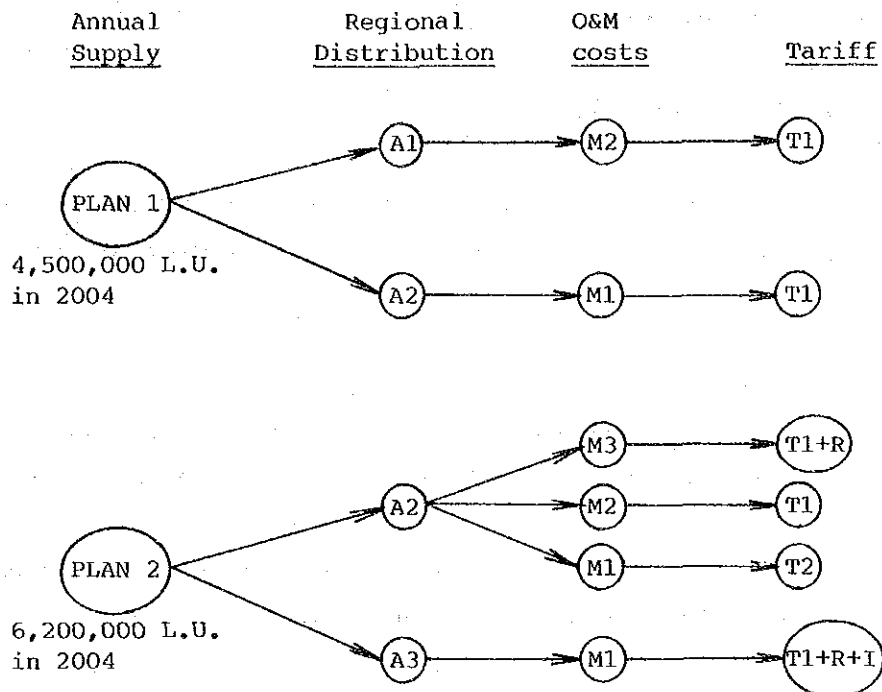 Annual Regional O&M
Supply Distribution costs Tariff
A1 M2 T1
PLAN 1
4,500,000 L.U.
in 2004
A2 M1 T1
M3 T1+R
A2 M2 T1
PLAN 2
M1 T2
6,200,000 L.U.
in 2004
A3 M1 T1+R+I